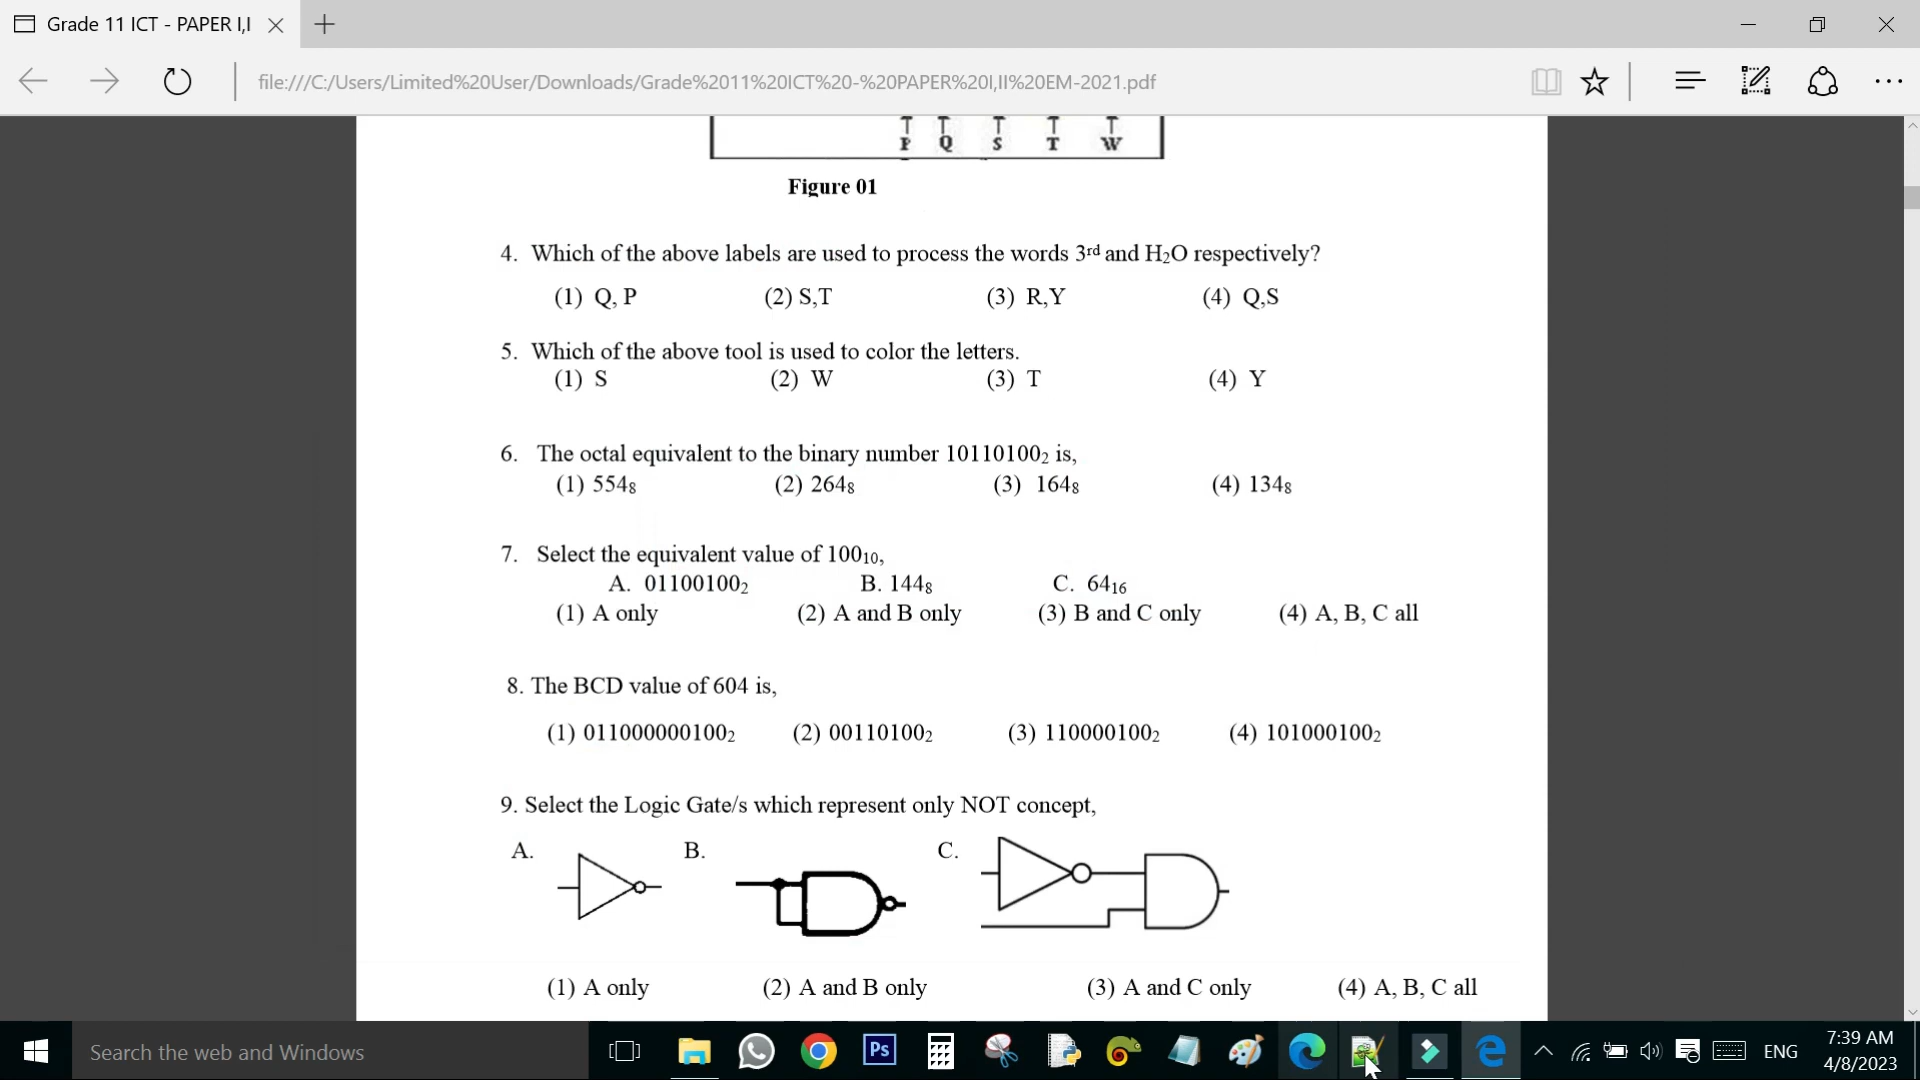 Grade 11 ICT - PAPER I,I
file:///C:/Users/Limited%20User/Downloads/Grade%2011%20ICT%20-%20PAPER%20I,II%20EM-2021.pdf
P Q S T W
Figure 01
4. Which of the above labels are used to process the words 3rd and H2O respectively?
(1) Q, P (2) S,T (3) R,Y (4) Q,S
5. Which of the above tool is used to color the letters.
(1) S (2) W (3) T (4) Y
6. The octal equivalent to the binary number 101101002 is,
(1) 5548 (2) 2648 (3) 1648 (4) 1348
7. Select the equivalent value of 10010,
A. 011001002 B. 1448 C. 6416
(1) A only (2) A and B only (3) B and C only (4) A, B, C all
8. The BCD value of 604 is,
(1) 0110000001002 (2) 001101002 (3) 1100001002 (4) 1010001002
9. Select the Logic Gate/s which represent only NOT concept,
A. B. C.
(1) A only (2) A and B only (3) A and C only (4) A, B, C all
Search the web and Windows
Ps
ENG
7:39 AM
4/8/2023